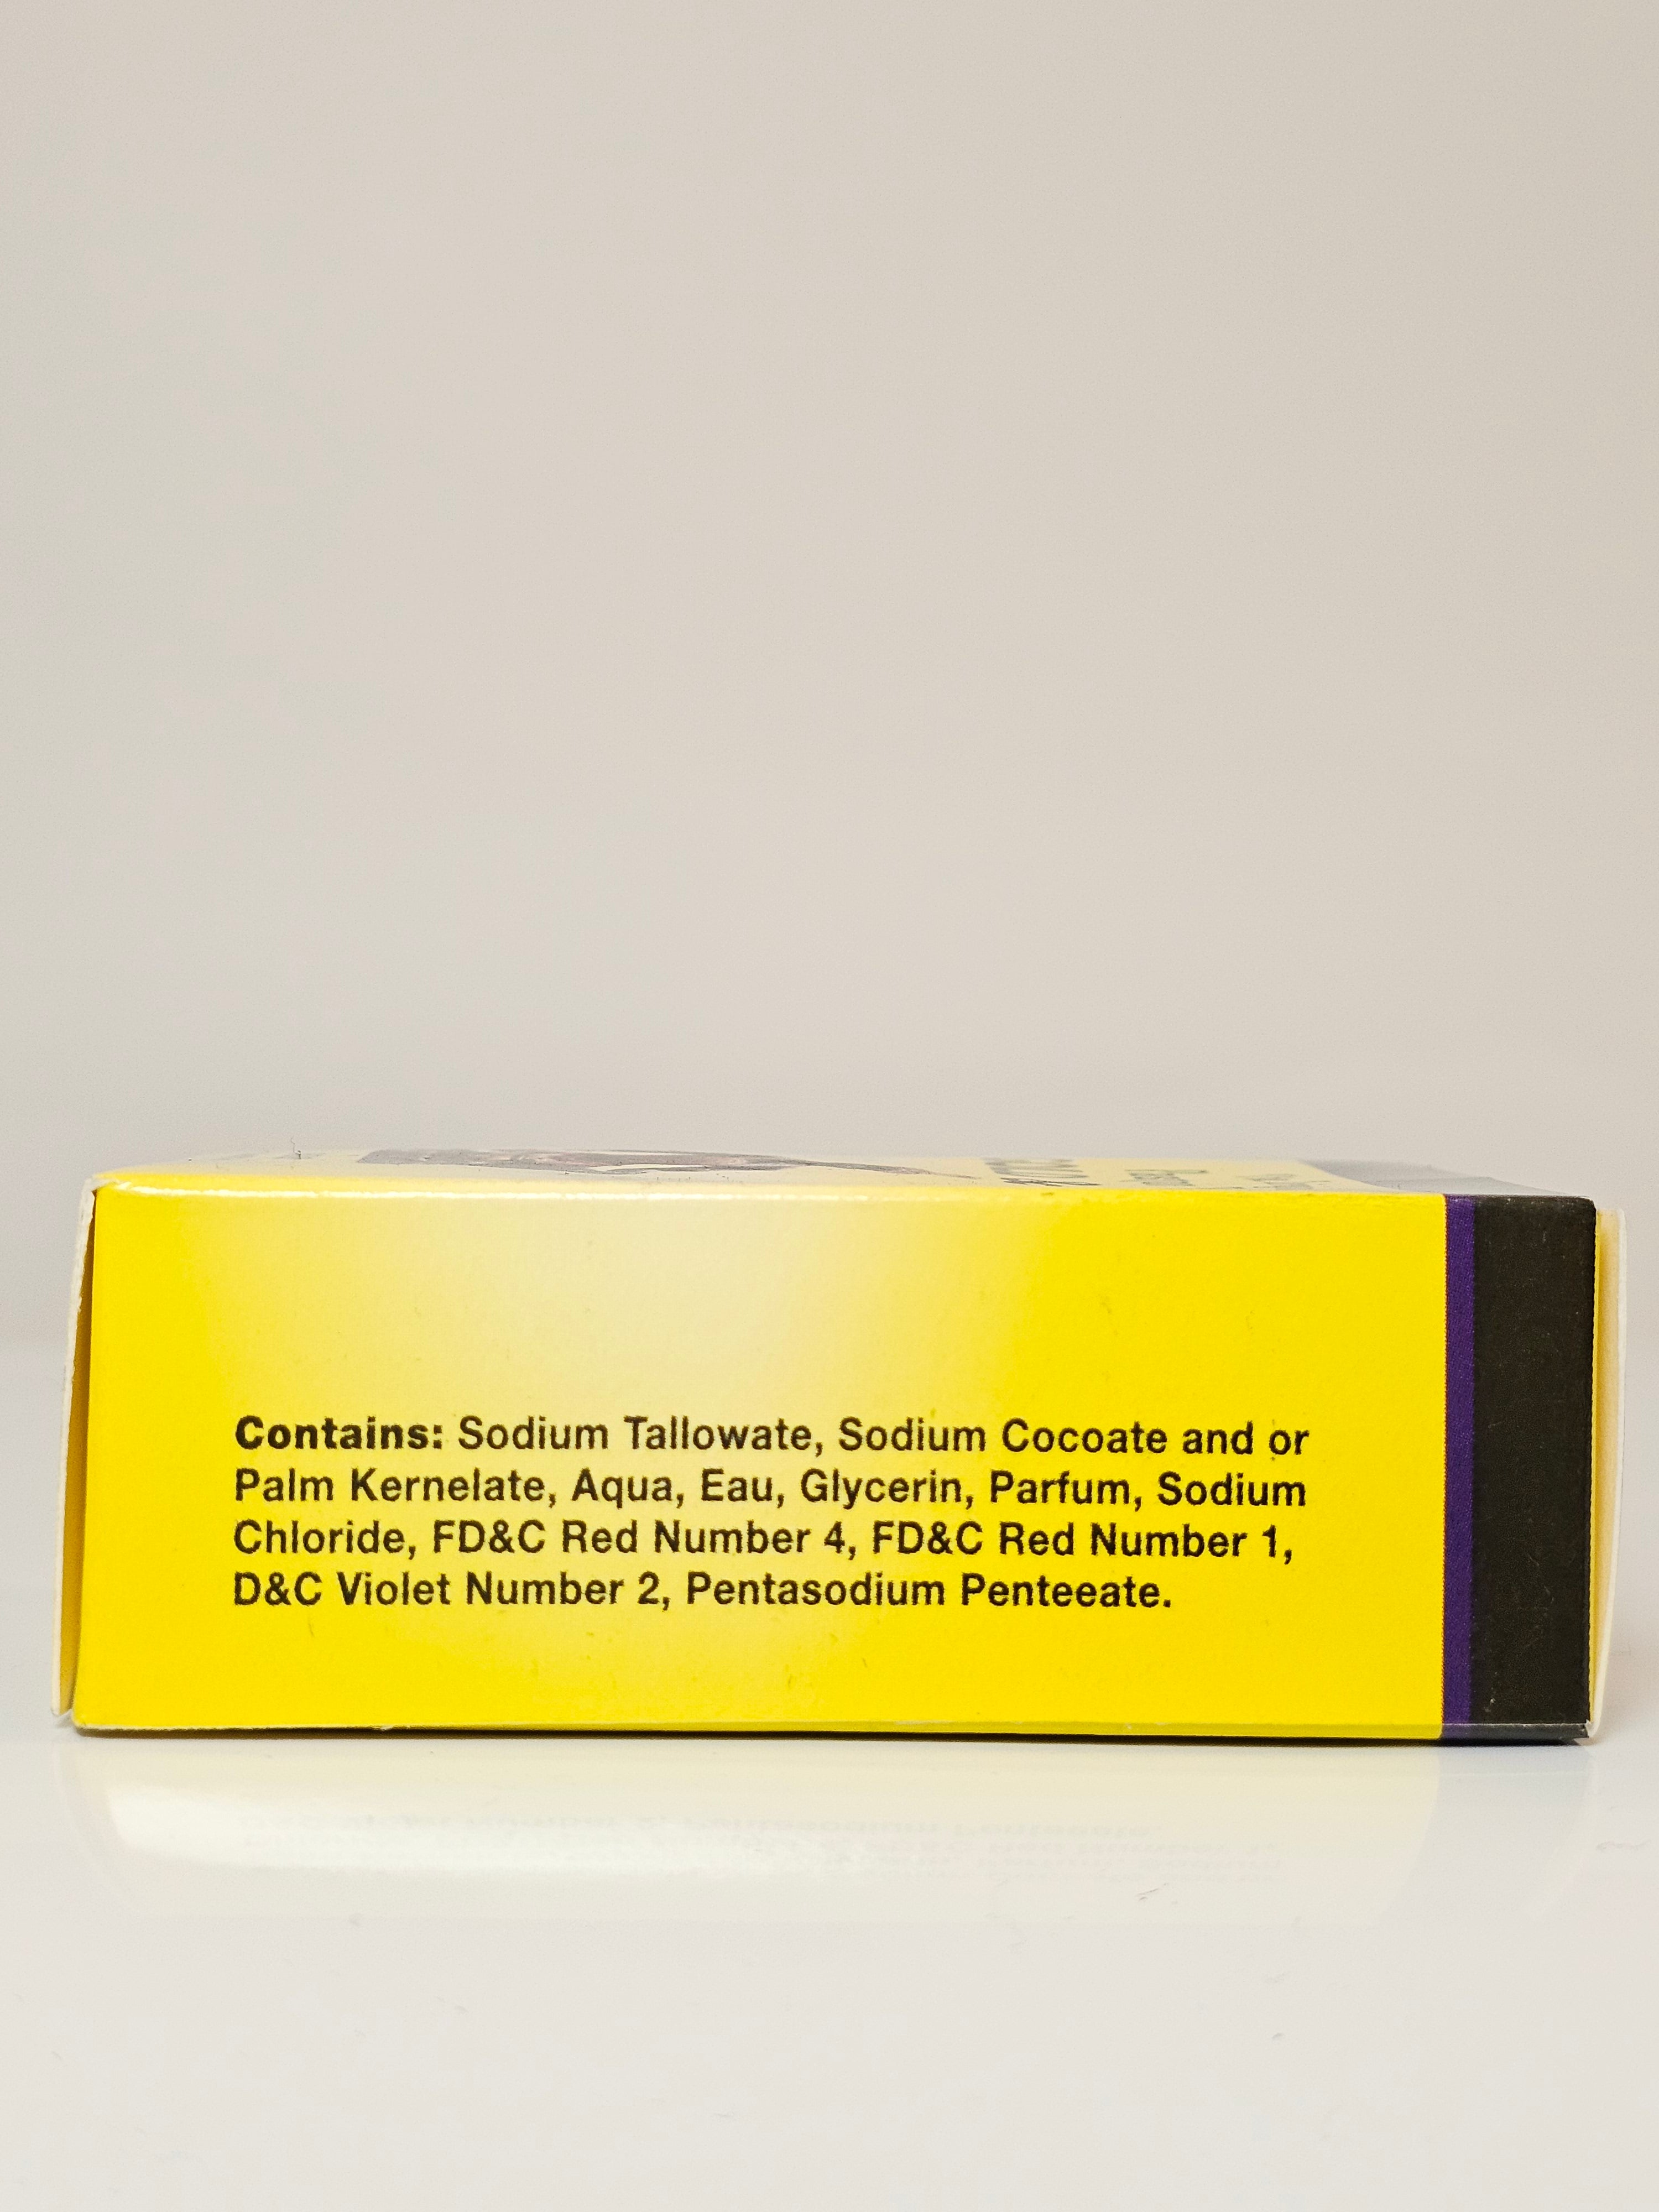 Contains: Sodium Tallowate, Sodium Cocoate and or
Palm Kernelate, Aqua, Eau, Glycerin, Parfum, Sodium
Chloride, FD&C Red Number 4, FD&C Red Number 1,
D&C Violet Number 2, Pentasodium Penteeate.